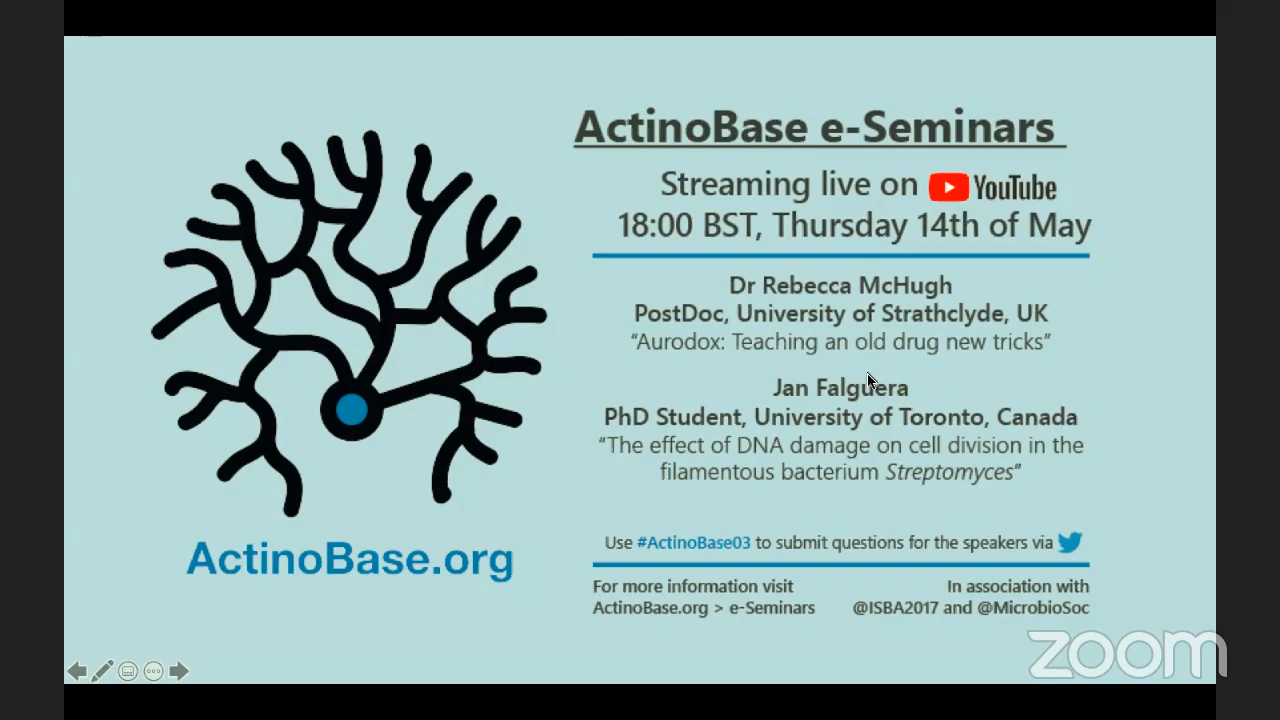 ActinoBase e-Seminars
Streaming live on YouTube
18:00 BST, Thursday 14th of May
Dr Rebecca McHugh
PostDoc, University of Strathclyde, UK
“Aurodox: Teaching an old drug new tricks”
Jan Falguera
PhD Student, University of Toronto, Canada
“The effect of DNA damage on cell division in the
filamentous bacterium Streptomyces”
Use #ActinoBase03 to submit questions for the speakers via
For more information visit
ActinoBase.org > e-Seminars
In association with
@ISBA2017 and @MicrobioSoc
ActinoBase.org
zoom